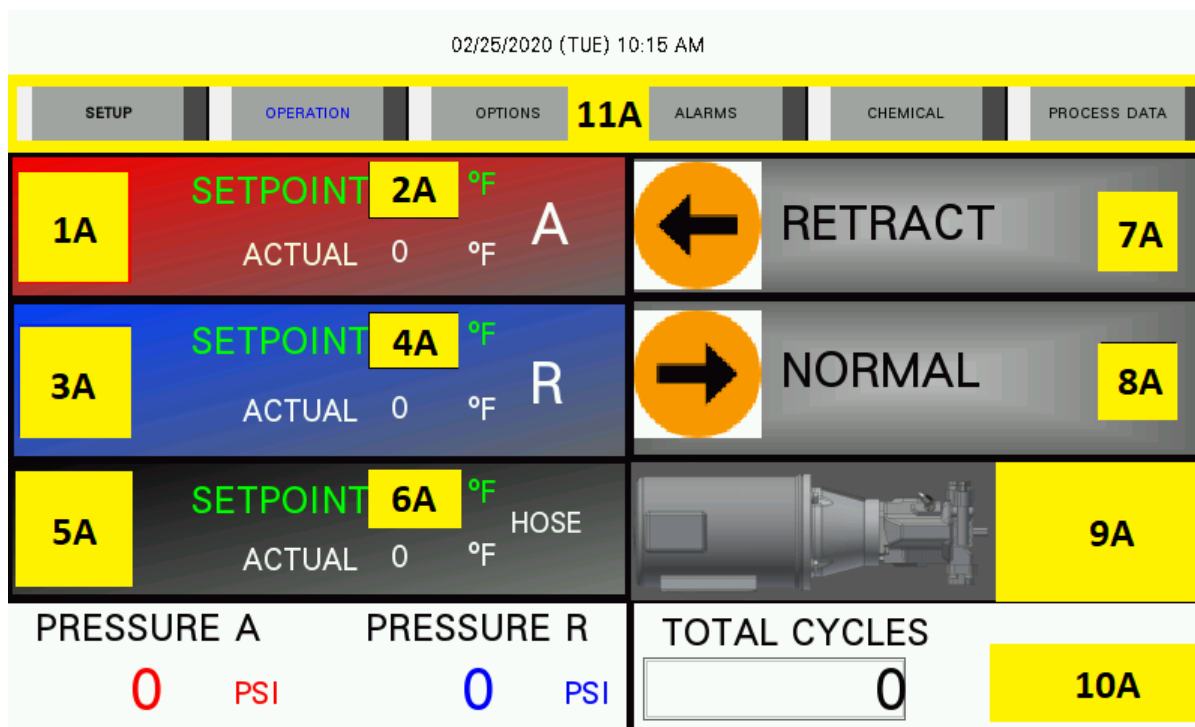 02/25/2020 (TUE) 10:15 AM
SETUP OPERATION OPTIONS 11A ALARMS CHEMICAL PROCESS DATA
1A SETPOINT 2A °F A
ACTUAL 0 °F
RETRACT 7A
3A SETPOINT 4A °F R
ACTUAL 0 °F
NORMAL 8A
5A SETPOINT 6A °F HOSE
ACTUAL 0 °F
9A
PRESSURE A PRESSURE R
0 PSI 0 PSI
TOTAL CYCLES
0 10A